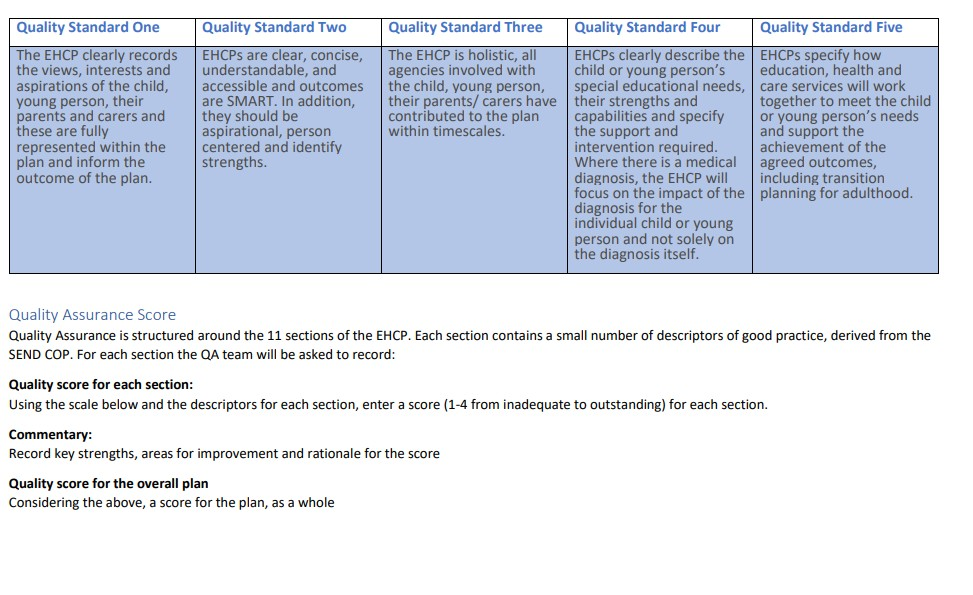 Quality Standard One
The EHCP clearly records
the views, interests and
aspirations of the child,
young person, their
parents and carers and
these are fully
represented within the
plan and inform the
outcome of the plan.
Quality Standard Two
EHCPs are clear, concise,
understandable, and
accessible and outcomes
are SMART. In addition,
they should be
aspirational, person
centered and identify
strengths.
Quality Standard Three
The EHCP is holistic, all
agencies involved with
the child, young person,
their parents/ carers have
contributed to the plan
within timescales.
Quality Standard Four
EHCPs clearly describe the
child or young person’s
special educational needs,
their strengths and
capabilities and specify
the support and
intervention required.
Where there is a medical
diagnosis, the EHCP will
focus on the impact of the
diagnosis for the
individual child or young
person and not solely on
the diagnosis itself.
Quality Standard Five
EHCPs specify how
education, health and
care services will work
together to meet the child
or young person’s needs
and support the
achievement of the
agreed outcomes,
including transition
planning for adulthood.
Quality Assurance Score
Quality Assurance is structured around the 11 sections of the EHCP. Each section contains a small number of descriptors of good practice, derived from the
SEND COP. For each section the QA team will be asked to record:
Quality score for each section:
Using the scale below and the descriptors for each section, enter a score (1-4 from inadequate to outstanding) for each section.
Commentary:
Record key strengths, areas for improvement and rationale for the score
Quality score for the overall plan
Considering the above, a score for the plan, as a whole